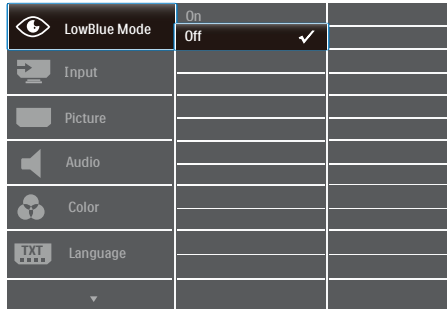 LowBlue Mode
On
Off
Input
Picture
Audio
Color
TXT
Language